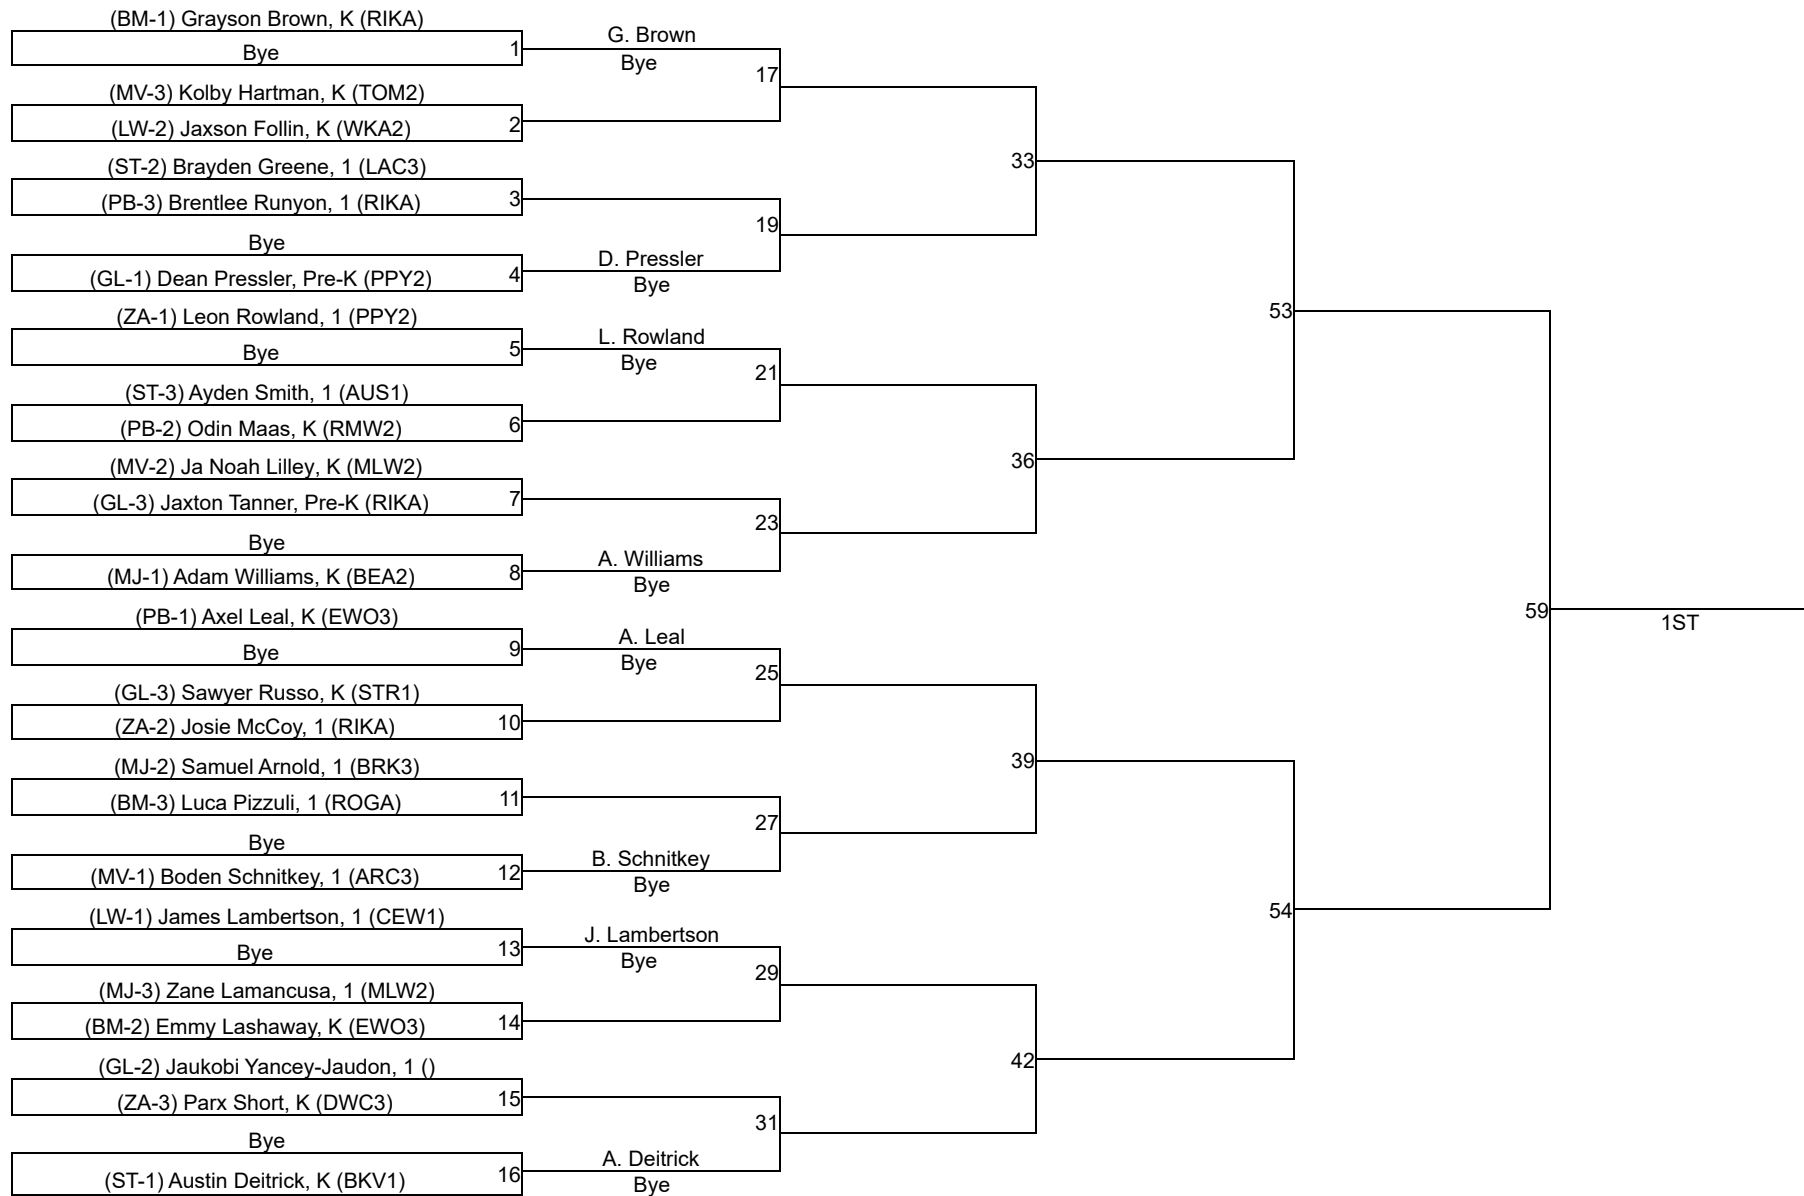 (BM-1) Grayson Brown, K (RIKA)
Bye
1
(MV-3) Kolby Hartman, K (TOM2)
(LW-2) Jaxson Follin, K (WKA2)
2
(ST-2) Brayden Greene, 1 (LAC3)
(PB-3) Brentlee Runyon, 1 (RIKA)
3
Bye
(GL-1) Dean Pressler, Pre-K (PPY2)
4
(ZA-1) Leon Rowland, 1 (PPY2)
Bye
5
(ST-3) Ayden Smith, 1 (AUS1)
(PB-2) Odin Maas, K (RMW2)
6
(MV-2) Ja Noah Lilley, K (MLW2)
(GL-3) Jaxton Tanner, Pre-K (RIKA)
7
Bye
(MJ-1) Adam Williams, K (BEA2)
8
(PB-1) Axel Leal, K (EWO3)
Bye
9
(GL-3) Sawyer Russo, K (STR1)
(ZA-2) Josie McCoy, 1 (RIKA)
10
(MJ-2) Samuel Arnold, 1 (BRK3)
(BM-3) Luca Pizzuli, 1 (ROGA)
11
Bye
(MV-1) Boden Schnitkey, 1 (ARC3)
12
(LW-1) James Lambertson, 1 (CEW1)
Bye
13
(MJ-3) Zane Lamancusa, 1 (MLW2)
(BM-2) Emmy Lashaway, K (EWO3)
14
(GL-2) Jaukobi Yancey-Jaudon, 1 ()
(ZA-3) Parx Short, K (DWC3)
15
Bye
(ST-1) Austin Deitrick, K (BKV1)
16
G. Brown
Bye
17
19
D. Pressler
Bye
L. Rowland
Bye
21
23
A. Williams
Bye
A. Leal
Bye
25
27
B. Schnitkey
Bye
J. Lambertson
Bye
29
31
A. Deitrick
Bye
33
36
39
42
53
54
59
1ST